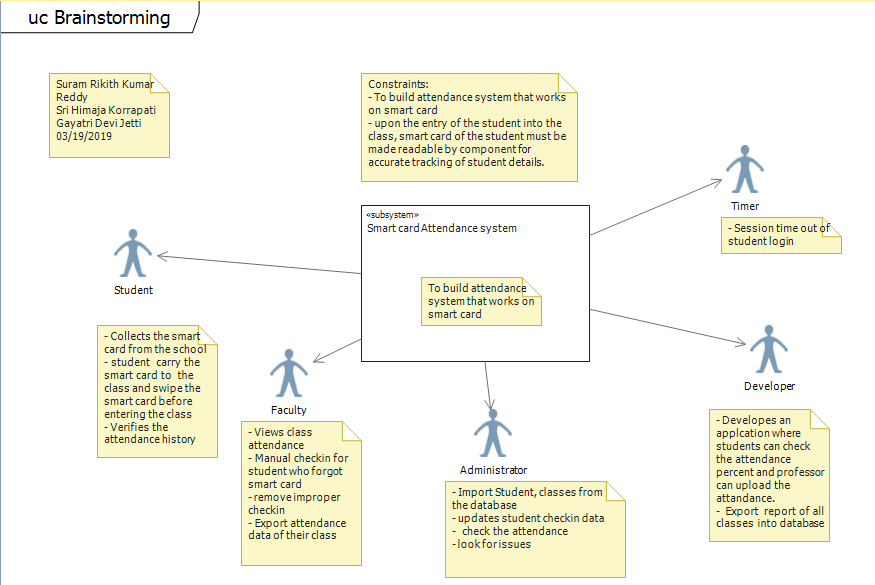 uc Brainstorming
Suram Rikith Kumar
Reddy
Sri Himaja Korrapati
Gayatri Devi Jetti
03/19/2019
Constraints:
- To build attendance system that works
on smart card
- upon the entry of the student into the
class, smart card of the student must be
made readable by component for
accurate tracking of student details.
Timer
- Session time out of
student login
«subsystem»
Smart card Attendance system
To build attendance
system that works on
smart card
Student
- Collects the smart
card from the school
- student carry the
smart card to the
class and swipe the
smart card before
entering the class
- Verifies the
attendance history
Faculty
- Views class
attendance
- Manual checkin for
student who forgot
smart card
- remove improper
checkin
- Export attendance
data of their class
Administrator
- Import Student, classes from
the database
- updates student checkin data
- check the attendance
- look for issues
Developer
- Developes an
applcation where
students can check
the attendance
percent and professor
can upload the
attandance.
- Export report of all
classes into database